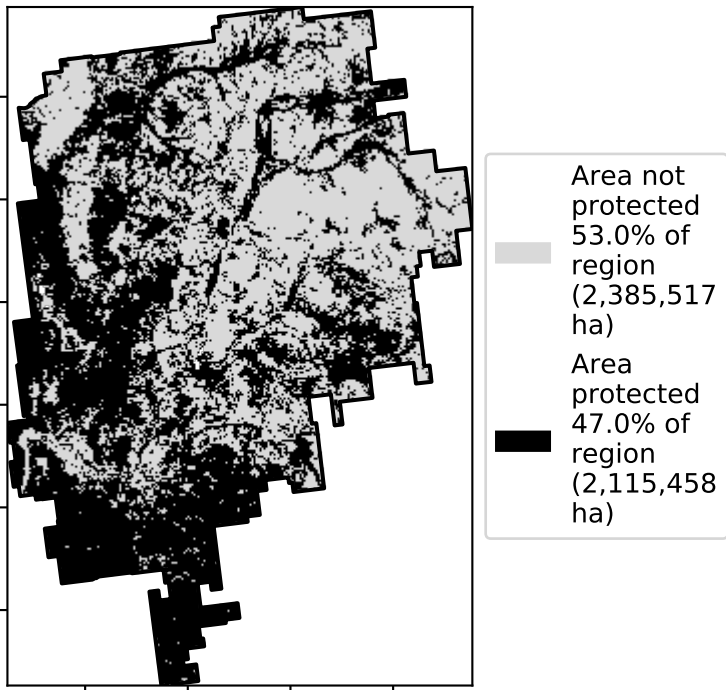 Area not
protected
53.0% of
region
(2,385,517
ha)
Area
protected
47.0% of
region
(2,115,458
ha)